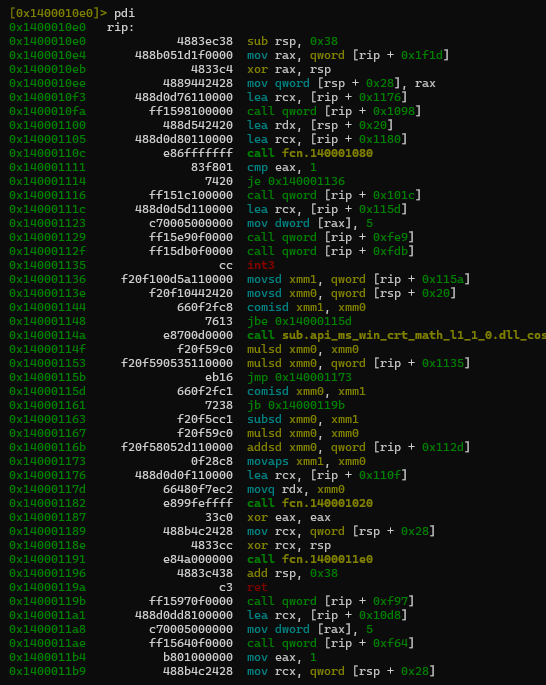 [0x1400010e0]> pdi
0x1400010e0   rip:
0x1400010e0             4883ec38  sub rsp, 0x38
0x1400010e4       488b051d1f0000  mov rax, qword [rip + 0x1f1d]
0x1400010eb               4833c4  xor rax, rsp
0x1400010ee           4889442428  mov qword [rsp + 0x28], rax
0x1400010f3       488d0d76110000  lea rcx, [rip + 0x1176]
0x1400010fa         ff1598100000  call qword [rip + 0x1098]
0x140001100           488d542420  lea rdx, [rsp + 0x20]
0x140001105       488d0d80110000  lea rcx, [rip + 0x1180]
0x14000110c           e86fffffff  call fcn.140001080
0x140001111               83f801  cmp eax, 1
0x140001114                 7420  je 0x140001136
0x140001116         ff151c100000  call qword [rip + 0x101c]
0x14000111c       488d0d5d110000  lea rcx, [rip + 0x115d]
0x140001123         c70005000000  mov dword [rax], 5
0x140001129         ff15e90f0000  call qword [rip + 0xfe9]
0x14000112f         ff15db0f0000  call qword [rip + 0xfdb]
0x140001135                   cc  int3
0x140001136     f20f100d5a110000  movsd xmm1, qword [rip + 0x115a]
0x14000113e         f20f10442420  movsd xmm0, qword [rsp + 0x20]
0x140001144             660f2fc8  comisd xmm1, xmm0
0x140001148                 7613  jbe 0x14000115d
0x14000114a           e8700d0000  call sub.api_ms_win_crt_math_l1_1_0.dll_cos
0x14000114f             f20f59c0  mulsd xmm0, xmm0
0x140001153     f20f590535110000  mulsd xmm0, qword [rip + 0x1135]
0x14000115b                 eb16  jmp 0x140001173
0x14000115d             660f2fc1  comisd xmm0, xmm1
0x140001161                 7238  jb 0x14000119b
0x140001163             f20f5cc1  subsd xmm0, xmm1
0x140001167             f20f59c0  mulsd xmm0, xmm0
0x14000116b     f20f58052d110000  addsd xmm0, qword [rip + 0x112d]
0x140001173               0f28c8  movaps xmm1, xmm0
0x140001176       488d0d0f110000  lea rcx, [rip + 0x110f]
0x14000117d           66480f7ec2  movq rdx, xmm0
0x140001182           e899feffff  call fcn.140001020
0x140001187                 33c0  xor eax, eax
0x140001189           488b4c2428  mov rcx, qword [rsp + 0x28]
0x14000118e               4833cc  xor rcx, rsp
0x140001191           e84a000000  call fcn.1400011e0
0x140001196             4883c438  add rsp, 0x38
0x14000119a                   c3  ret
0x14000119b         ff15970f0000  call qword [rip + 0xf97]
0x1400011a1       488d0dd8100000  lea rcx, [rip + 0x10d8]
0x1400011a8         c70005000000  mov dword [rax], 5
0x1400011ae         ff15640f0000  call qword [rip + 0xf64]
0x1400011b4           b801000000  mov eax, 1
0x1400011b9           488b4c2428  mov rcx, qword [rsp + 0x28]